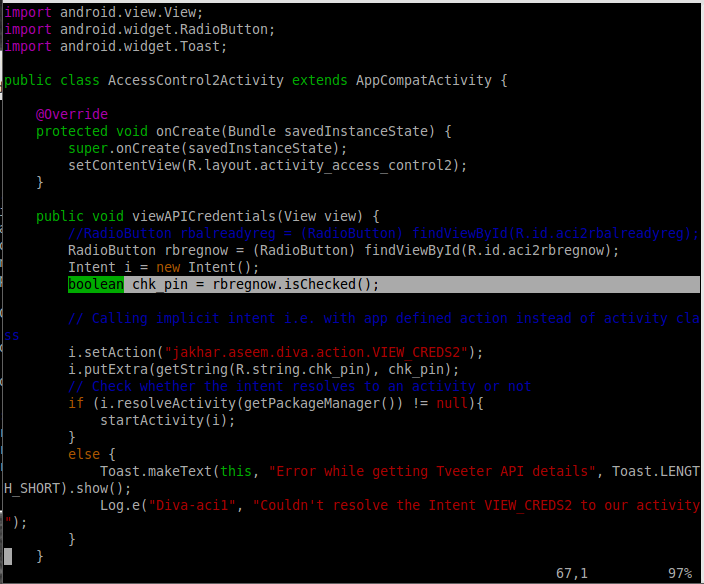 import android.view.View;
import android.widget.RadioButton;
import android.widget.Toast;
public class AccessControl2Activity extends AppCompatActivity {
@Override
protected void onCreate(Bundle savedInstanceState) {
super.onCreate(savedInstanceState);
setContentView(R.layout.activity_access_control2);
}
public void viewAPICredentials(View view) {
//RadioButton rbalreadyreg = (RadioButton) findViewById(R.id.aci2rbalreadyreg);
RadioButton rbregnow = (RadioButton) findViewById(R.id.aci2rbregnow);
Intent i = new Intent();
boolean chk_pin = rbregnow.isChecked();
// Calling implicit intent i.e. with app defined action instead of activity cla
ss
i.setAction("jakhar.aseem.diva.action.VIEW_CREDS2");
i.putExtra(getString(R.string.chk_pin), chk_pin);
// Check whether the intent resolves to an activity or not
if (i.resolveActivity(getPackageManager()) != null){
startActivity(i);
}
else {
Toast.makeText(this, "Error while getting Tveeter API details", Toast.LENGT
H_SHORT).show();
Log.e("Diva-aci1", "Couldn't resolve the Intent VIEW_CREDS2 to our activity
");
}
}
67,1 97%